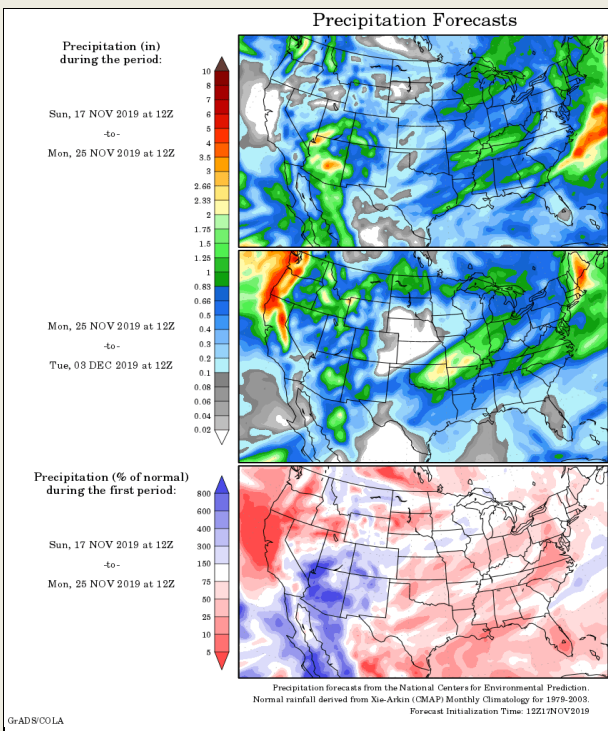 Precipitation Forecasts
Precipitation (in)
during the period:
Sun, 17 NOV 2019 at 12Z
-to-
Mon, 25 NOV 2019 at 12Z
10
8
7
6
5
4
3.5
3
2.66
2.33
2
1.75
1.5
1.25
1
0.83
0.66
0.5
0.4
0.3
0.2
0.1
0.08
0.06
0.04
0.02
Mon, 25 NOV 2019 at 12Z
-to-
Tue, 03 DEC 2019 at 12Z
Precipitation (% of normal)
during the first period:
Sun, 17 NOV 2019 at 12Z
-to-
Mon, 25 NOV 2019 at 12Z
800
600
400
300
150
75
50
25
10
5
Precipitation forecasts from the National Centers for Environmental Prediction.
Normal rainfall derived from Xie-Arkin (CMAP) Monthly Climatology for 1979-2003.
Forecast Initialization Time: 12Z17NOV2019
GrADS/COLA